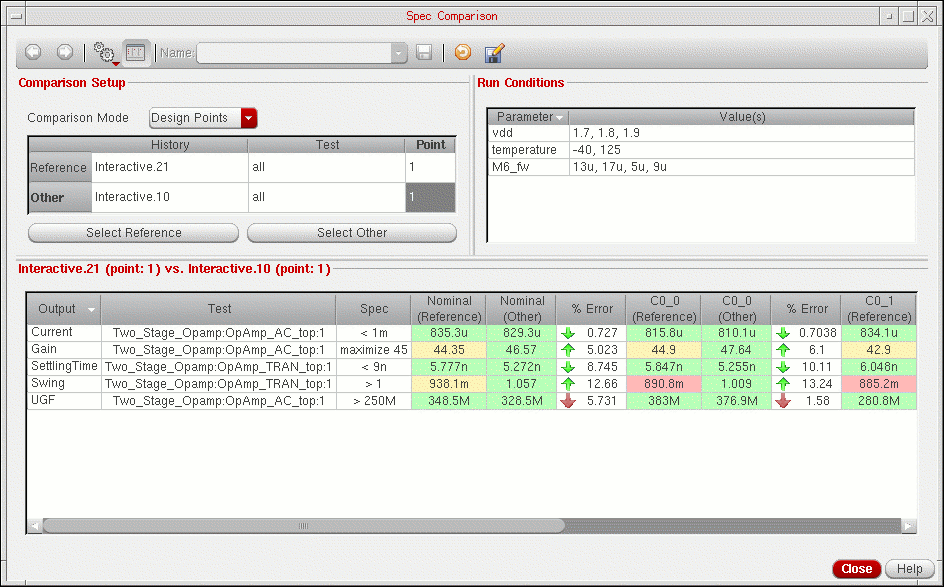 Spec Comparison
Name:
Comparison Setup
Comparison Mode Design Points
History Test Point
Reference Interactive.21 all 1
Other Interactive.10 all 1
Select Reference Select Other
Run Conditions
Parameter Value(s)
vdd 1.7, 1.8, 1.9
temperature -40, 125
M6_fw 13u, 17u, 5u, 9u
Interactive.21 (point: 1) vs. Interactive.10 (point: 1)
Output Test Spec Nominal (Reference) Nominal (Other) % Error C0_0 (Reference) C0_0 (Other) % Error C0_1 (Reference)
Current Two_Stage_Opamp:OpAmp_AC_top:1 < 1m 835.3u 829.3u 0.727 815.8u 810.1u 0.7038 834.1u
Gain Two_Stage_Opamp:OpAmp_AC_top:1 maximize 45 44.35 46.57 5.023 44.9 47.64 6.1 42.9
SettlingTime Two_Stage_Opamp:OpAmp_TRAN_top:1 < 9n 5.777n 5.272n 8.745 5.847n 5.255n 10.11 6.048n
Swing Two_Stage_Opamp:OpAmp_TRAN_top:1 > 1 938.1m 1.057 12.66 890.8m 1.009 13.24 885.2m
UGF Two_Stage_Opamp:OpAmp_AC_top:1 > 250M 348.5M 328.5M 5.731 383M 376.9M 1.58 280.8M
Close Help